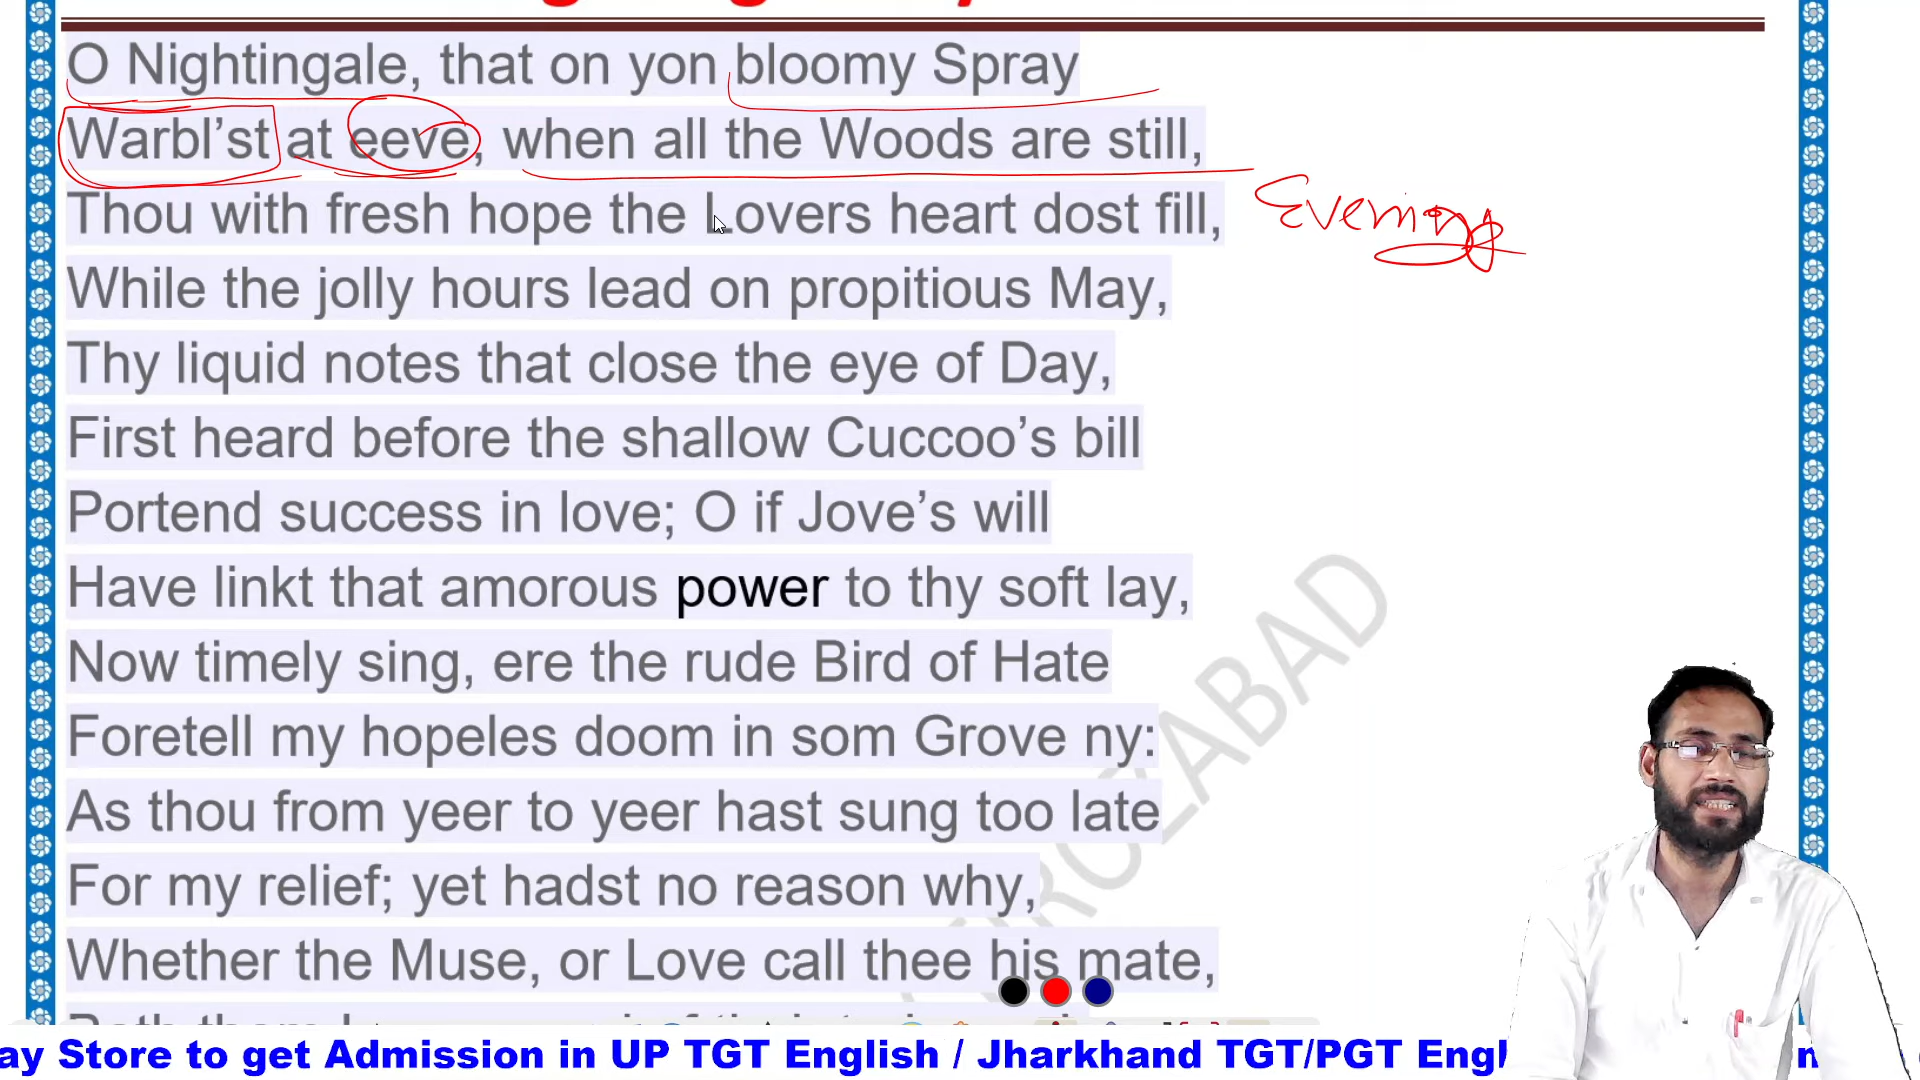 O Nightingale, that on yon bloomy Spray
Warbl’st at eeve, when all the Woods are still,
Thou with fresh hope the Lovers heart dost fill,
Evening
While the jolly hours lead on propitious May,
Thy liquid notes that close the eye of Day,
First heard before the shallow Cuccoo’s bill
Portend success in love; O if Jove’s will
Have linkt that amorous power to thy soft lay,
Now timely sing, ere the rude Bird of Hate
Foretell my hopeles doom in som Grove ny:
As thou from yeer to yeer hast sung too late
For my relief; yet hadst no reason why,
Whether the Muse, or Love call thee his mate,
FIROZABAD
ay Store to get Admission in UP TGT English / Jharkhand TGT/PGT Engl